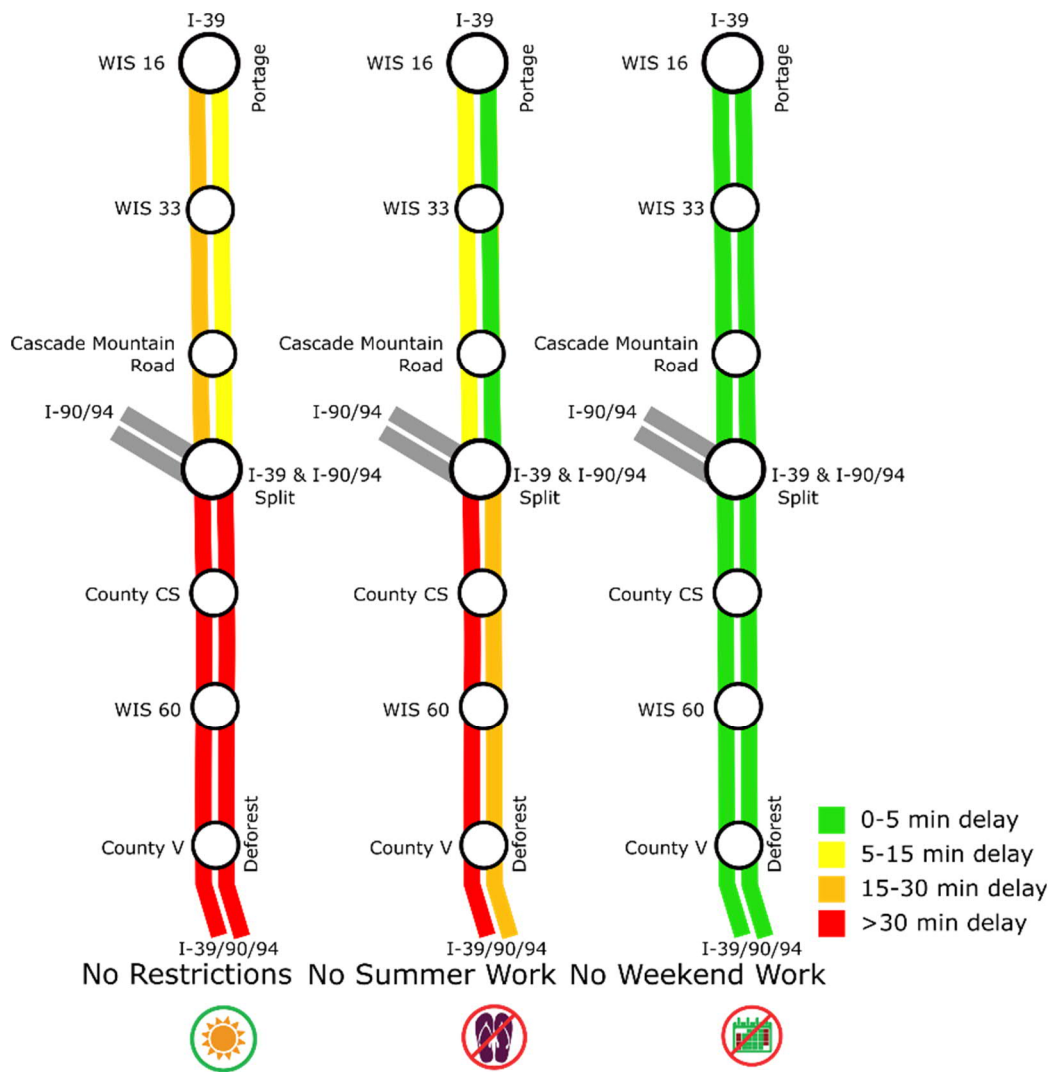 I-39
WIS 16
Portage
WIS 33
Cascade Mountain
Road
I-90/94
I-39 & I-90/94
Split
County CS
WIS 60
County V
Deforest
I-39/90/94
No Restrictions
I-39
WIS 16
Portage
WIS 33
Cascade Mountain
Road
I-90/94
I-39 & I-90/94
Split
County CS
WIS 60
County V
I-39/90/94
No Summer Work
I-39
WIS 16
Portage
WIS 33
Cascade Mountain
Road
I-90/94
I-39 & I-90/94
Split
County CS
WIS 60
County V
Deforest
I-39/90/94
No Weekend Work
0-5 min delay
5-15 min delay
15-30 min delay
>30 min delay